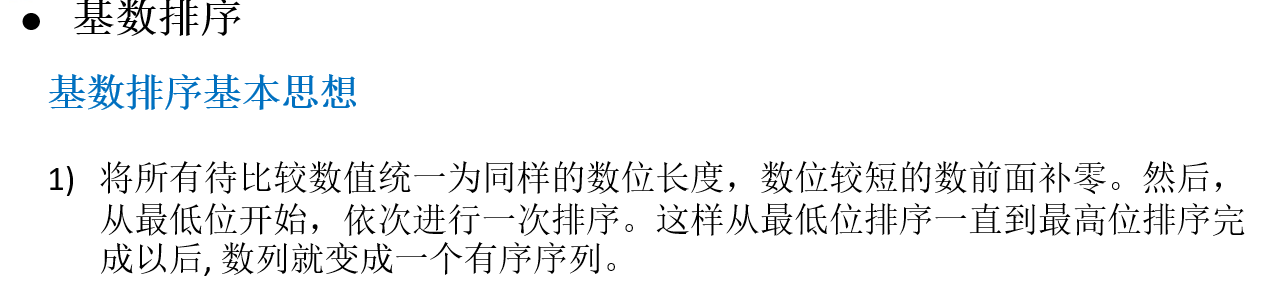 ● 基数排序
基数排序基本思想
1) 将所有待比较数值统一为同样的数位长度，数位较短的数前面补零。然后，
从最低位开始，依次进行一次排序。这样从最低位排序一直到最高位排序完
成以后, 数列就变成一个有序序列。